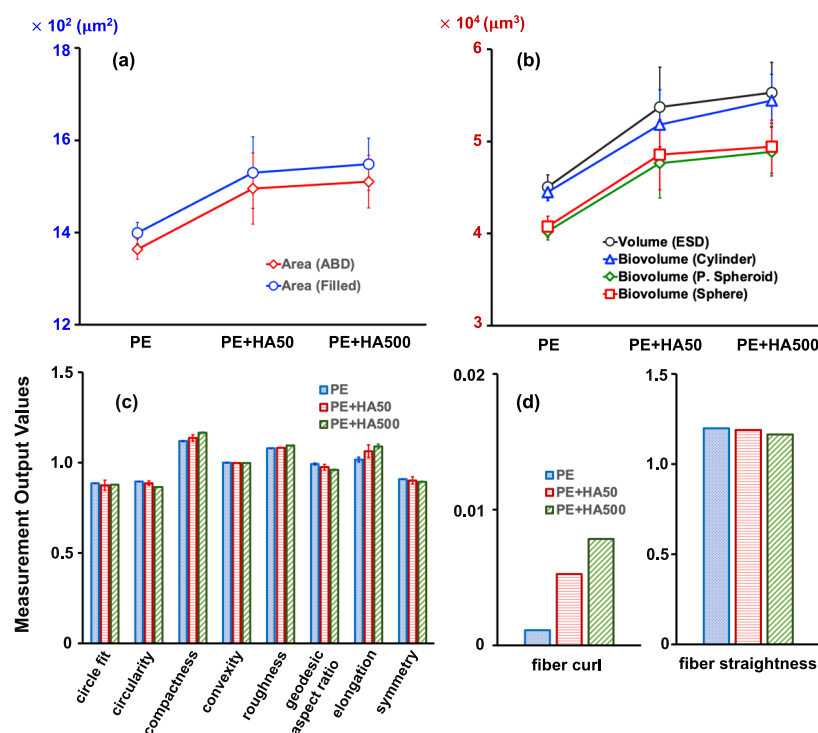 × 10² (μm²)
18
16
14
12
(a)
Area (ABD)
Area (Filled)
PE
PE+HA50
PE+HA500
× 10⁴ (μm³)
6
5
4
3
(b)
Volume (ESD)
Biovolume (Cylinder)
Biovolume (P. Spheroid)
Biovolume (Sphere)
PE
PE+HA50
PE+HA500
Measurement Output Values
1.5
1.0
0.5
0
(c)
PE
PE+HA50
PE+HA500
circle fit
circularity
compactness
convexity
roughness
geodesic
aspect ratio
elongation
symmetry
0.02
0.01
0
(d)
PE
PE+HA50
PE+HA500
fiber curl
1.5
1.0
0.5
0
fiber straightness